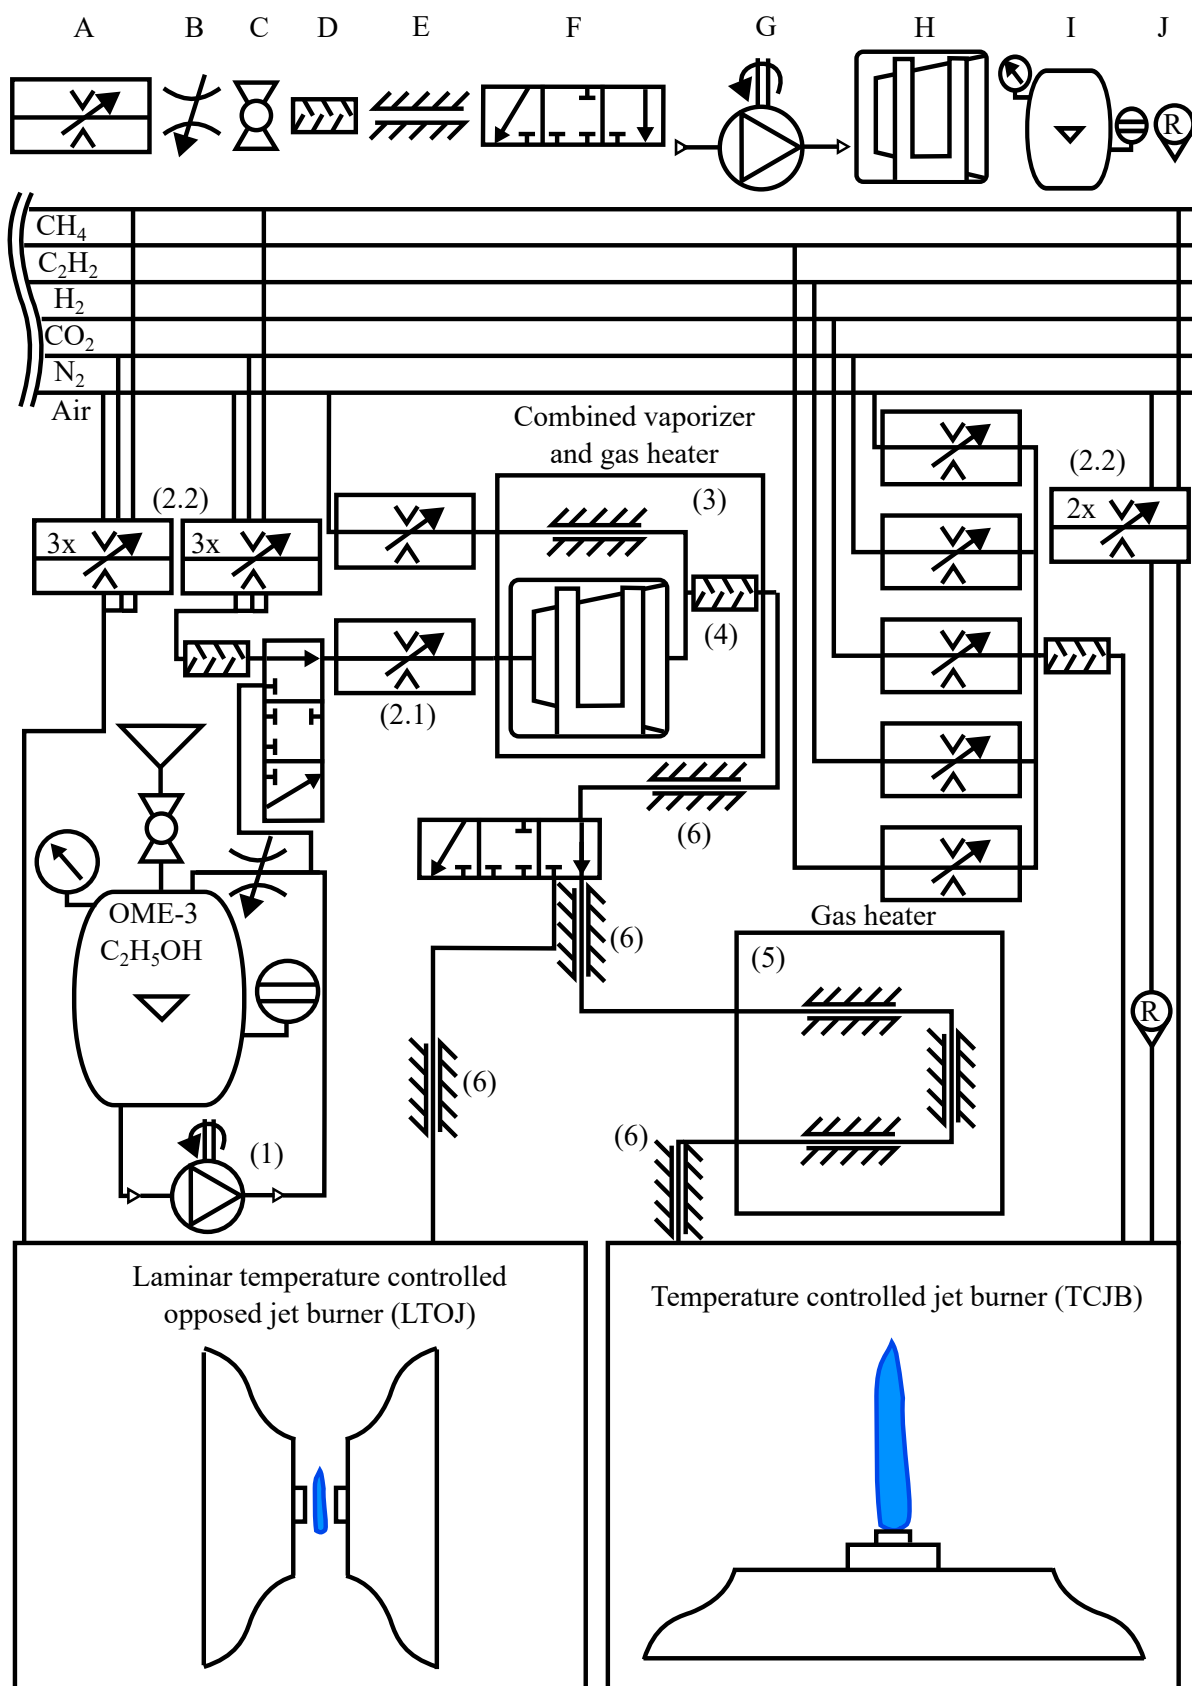 A B C D E F G H I J
R
CH₄
C₂H₂
H₂
CO₂
N₂
Air
Combined vaporizer
and gas heater
(3)
(2.2)
3x
3x
(2.2)
2x
(4)
(2.1)
(6)
OME-3
C₂H₅OH
(6)
Gas heater
(5)
R
(6)
(6)
(1)
Laminar temperature controlled
opposed jet burner (LTOJ)
Temperature controlled jet burner (TCJB)